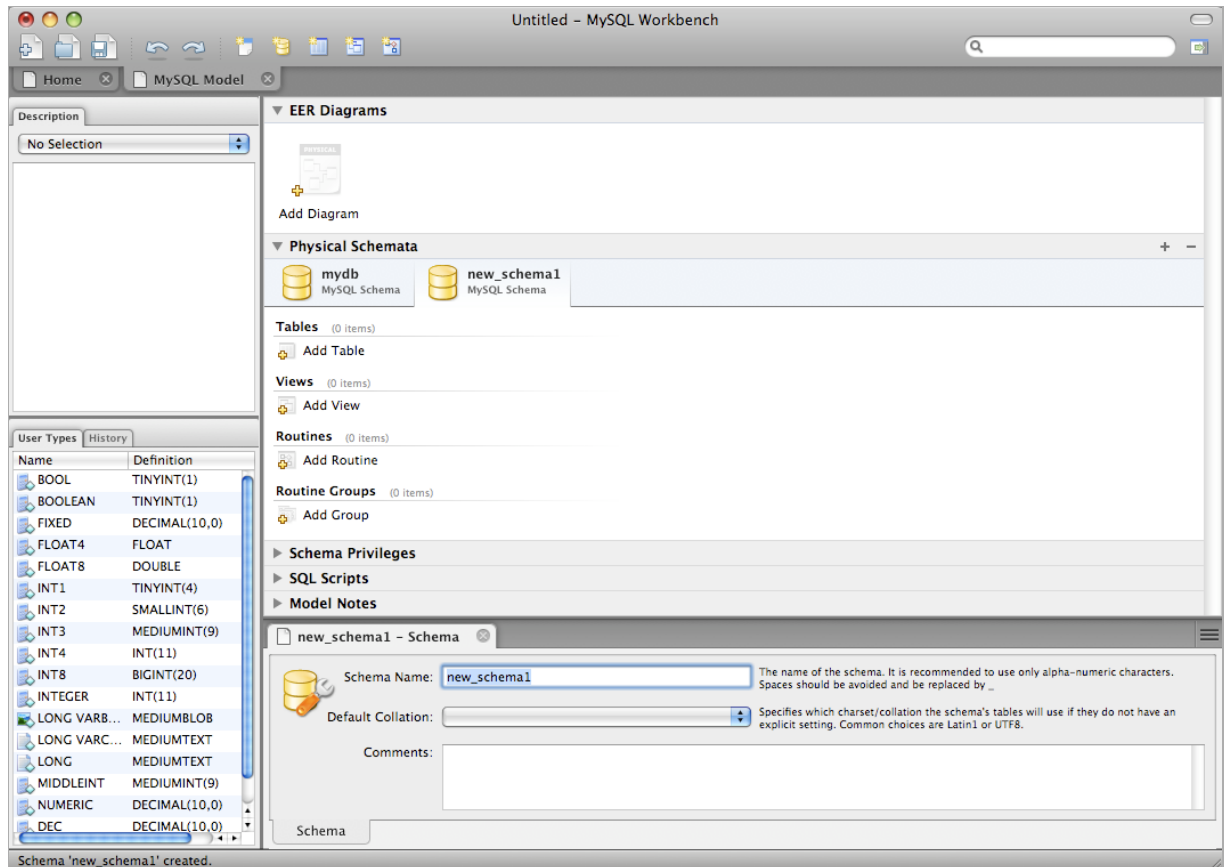 Untitled – MySQL Workbench
Home
MySQL Model
Description
No Selection
EER Diagrams
PHYSICAL
Add Diagram
Physical Schemata
+ −
mydb
MySQL Schema
new_schema1
MySQL Schema
Tables (0 items)
Add Table
Views (0 items)
Add View
Routines (0 items)
Add Routine
Routine Groups (0 items)
Add Group
Schema Privileges
SQL Scripts
Model Notes
User Types History
Name Definition
BOOL TINYINT(1)
BOOLEAN TINYINT(1)
FIXED DECIMAL(10,0)
FLOAT4 FLOAT
FLOAT8 DOUBLE
INT1 TINYINT(4)
INT2 SMALLINT(6)
INT3 MEDIUMINT(9)
INT4 INT(11)
INT8 BIGINT(20)
INTEGER INT(11)
LONG VARB... MEDIUMBLOB
LONG VARC... MEDIUMTEXT
LONG MEDIUMTEXT
MIDDLEINT MEDIUMINT(9)
NUMERIC DECIMAL(10,0)
DEC DECIMAL(10,0)
new_schema1 – Schema
Schema Name: new_schema1
The name of the schema. It is recommended to use only alpha-numeric characters.
Spaces should be avoided and be replaced by _
Default Collation:
Specifies which charset/collation the schema's tables will use if they do not have an
explicit setting. Common choices are Latin1 or UTF8.
Comments:
Schema
Schema 'new_schema1' created.